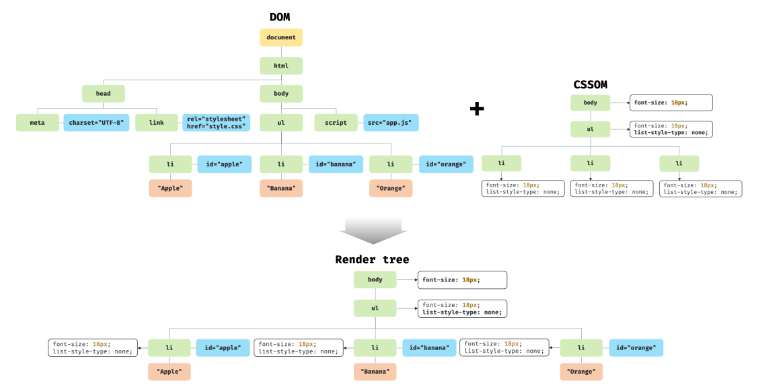 DOM
document
html
head
body
meta
charset="UTF-8"
link
rel="stylesheet"
href="style.css"
ul
script
src="app.js"
li
id="apple"
li
id="banana"
li
id="orange"
"Apple"
"Banana"
"Orange"
+
CSSOM
body
font-size: 18px;
ul
font-size: 18px;
list-style-type: none;
li
li
li
font-size: 18px;
list-style-type: none;
font-size: 18px;
list-style-type: none;
font-size: 18px;
list-style-type: none;
Render tree
body
font-size: 18px;
ul
font-size: 18px;
list-style-type: none;
font-size: 18px;
list-style-type: none;
li
id="apple"
font-size: 18px;
list-style-type: none;
li
id="banana"
font-size: 18px;
list-style-type: none;
li
id="orange"
"Apple"
"Banana"
"Orange"